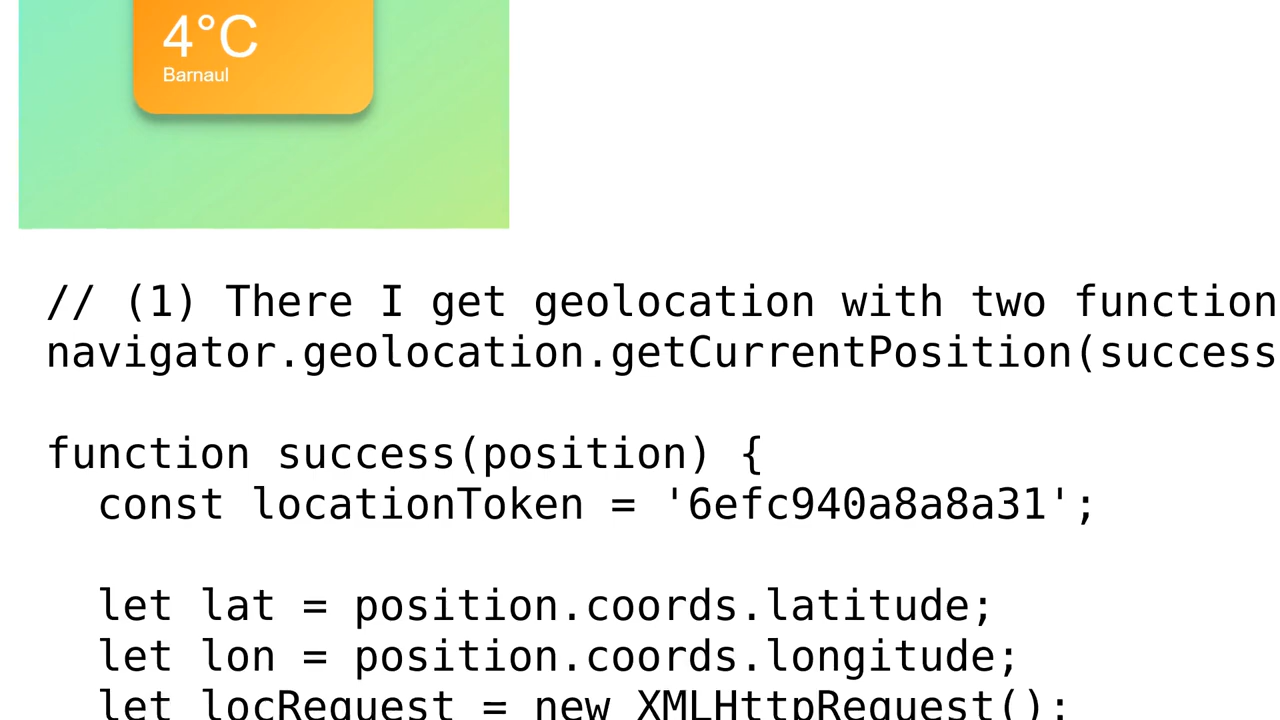 4°C
Barnaul
// (1) There I get geolocation with two function
navigator.geolocation.getCurrentPosition(success
function success(position) {
  const locationToken = '6efc940a8a8a31';
  let lat = position.coords.latitude;
  let lon = position.coords.longitude;
  let locRequest = new XMLHttpRequest();